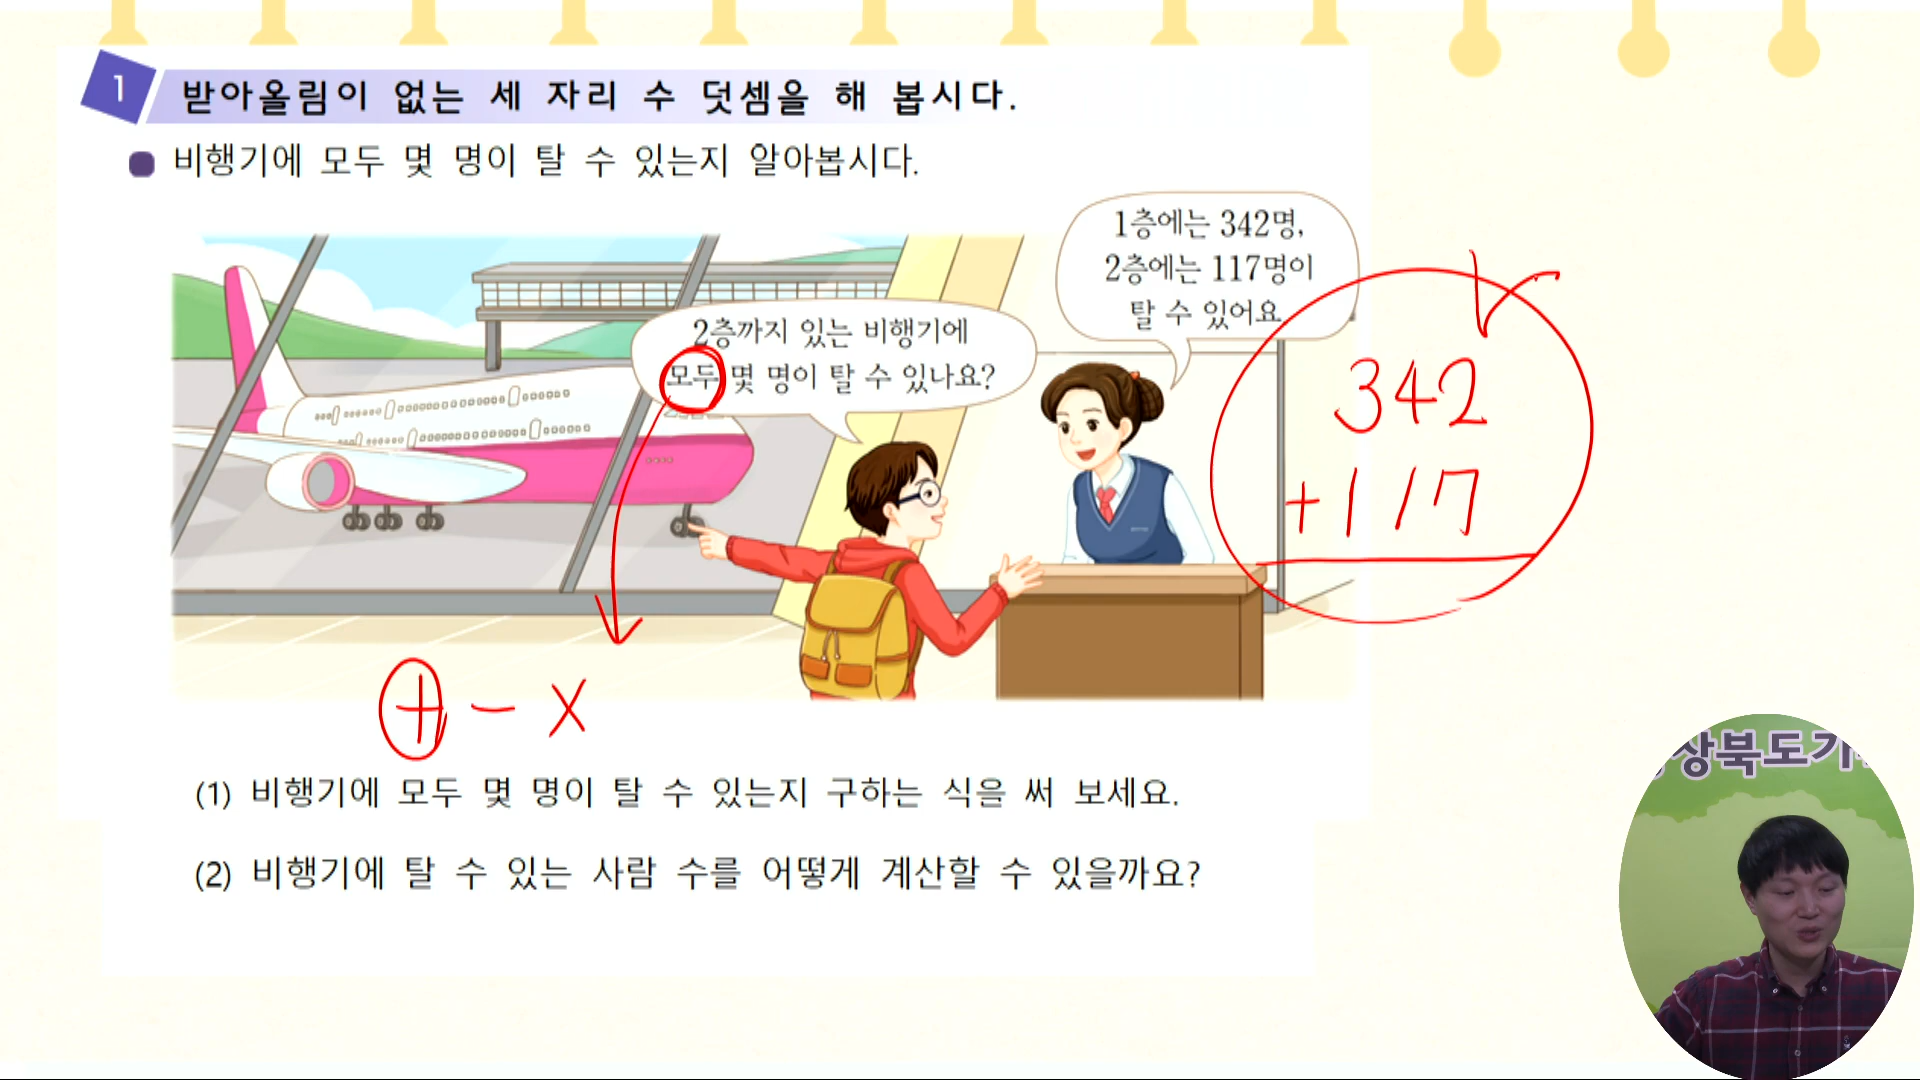 1
받아올림이 없는 세 자리 수 덧셈을 해 봅시다.
비행기에 모두 몇 명이 탈 수 있는지 알아봅시다.
1층에는 342명,
2층에는 117명이
탈 수 있어요.
2층까지 있는 비행기에
모두 몇 명이 탈 수 있나요?
342
+117
+ - ×
(1) 비행기에 모두 몇 명이 탈 수 있는지 구하는 식을 써 보세요.
(2) 비행기에 탈 수 있는 사람 수를 어떻게 계산할 수 있을까요?
상북도